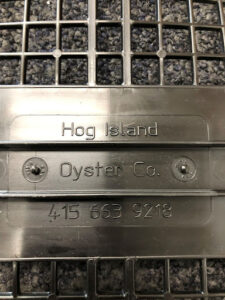 Hog Island
Oyster Co.
415 663 9218